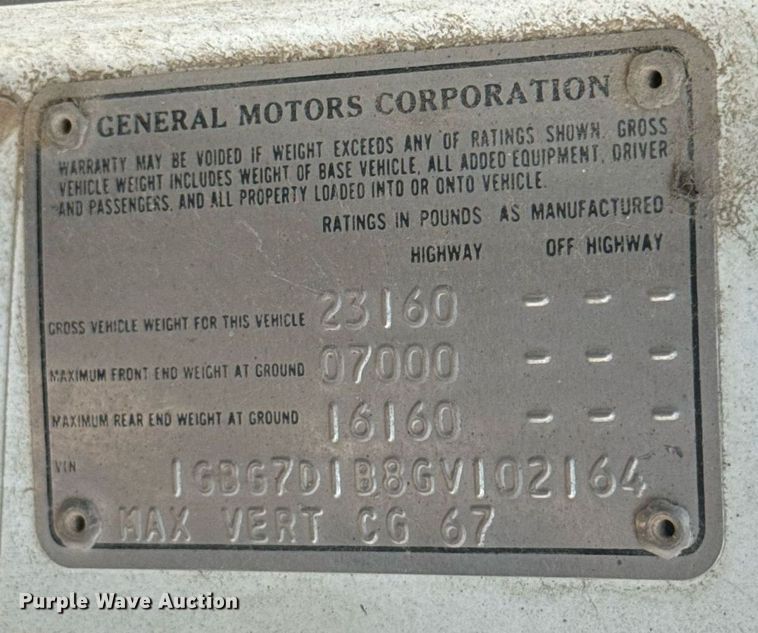 GENERAL MOTORS CORPORATION
WARRANTY MAY BE VOIDED IF WEIGHT EXCEEDS ANY OF RATINGS SHOWN. GROSS
VEHICLE WEIGHT INCLUDES WEIGHT OF BASE VEHICLE, ALL ADDED EQUIPMENT, DRIVER
AND PASSENGERS, AND ALL PROPERTY LOADED INTO OR ONTO VEHICLE.
RATINGS IN POUNDS AS MANUFACTURED
HIGHWAY OFF HIGHWAY
GROSS VEHICLE WEIGHT FOR THIS VEHICLE 23160 - - -
MAXIMUM FRONT END WEIGHT AT GROUND 07000 - - -
MAXIMUM REAR END WEIGHT AT GROUND 16160 - - -
VIN 1GBG7D1B8GV102164
MAX VERT CG 67
Purple Wave Auction